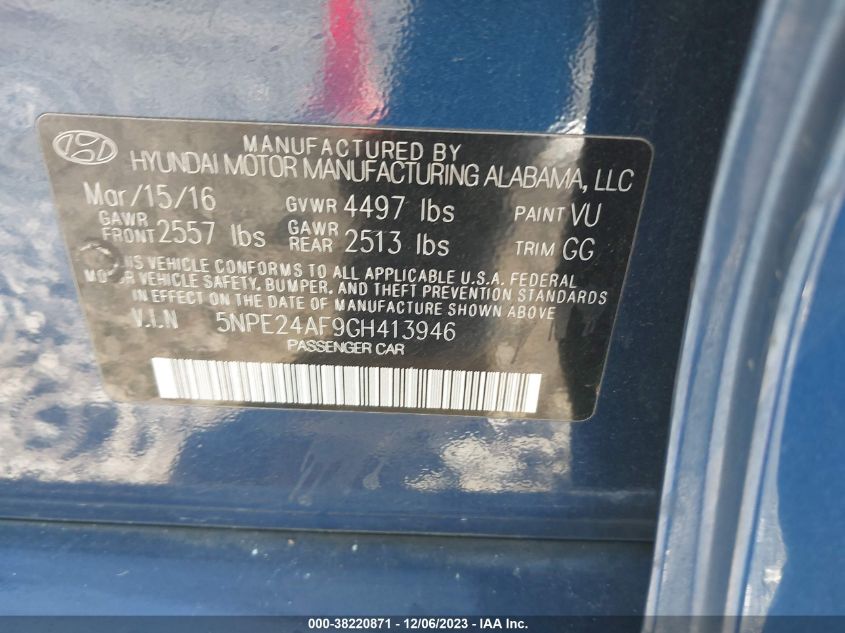 MANUFACTURED BY
HYUNDAI MOTOR MANUFACTURING ALABAMA, LLC
Mar/15/16 GVWR 4497 lbs PAINT VU
GAWR FRONT 2557 lbs GAWR REAR 2513 lbs TRIM GG
VEHICLE CONFORMS TO ALL APPLICABLE U.S.A. FEDERAL
VEHICLE SAFETY, BUMPER, AND THEFT PREVENTION STANDARDS
IN EFFECT ON THE DATE OF MANUFACTURE SHOWN ABOVE
V.I.N 5NPE24AF9GH413946
PASSENGER CAR
000-38220871 - 12/06/2023 - IAA Inc.